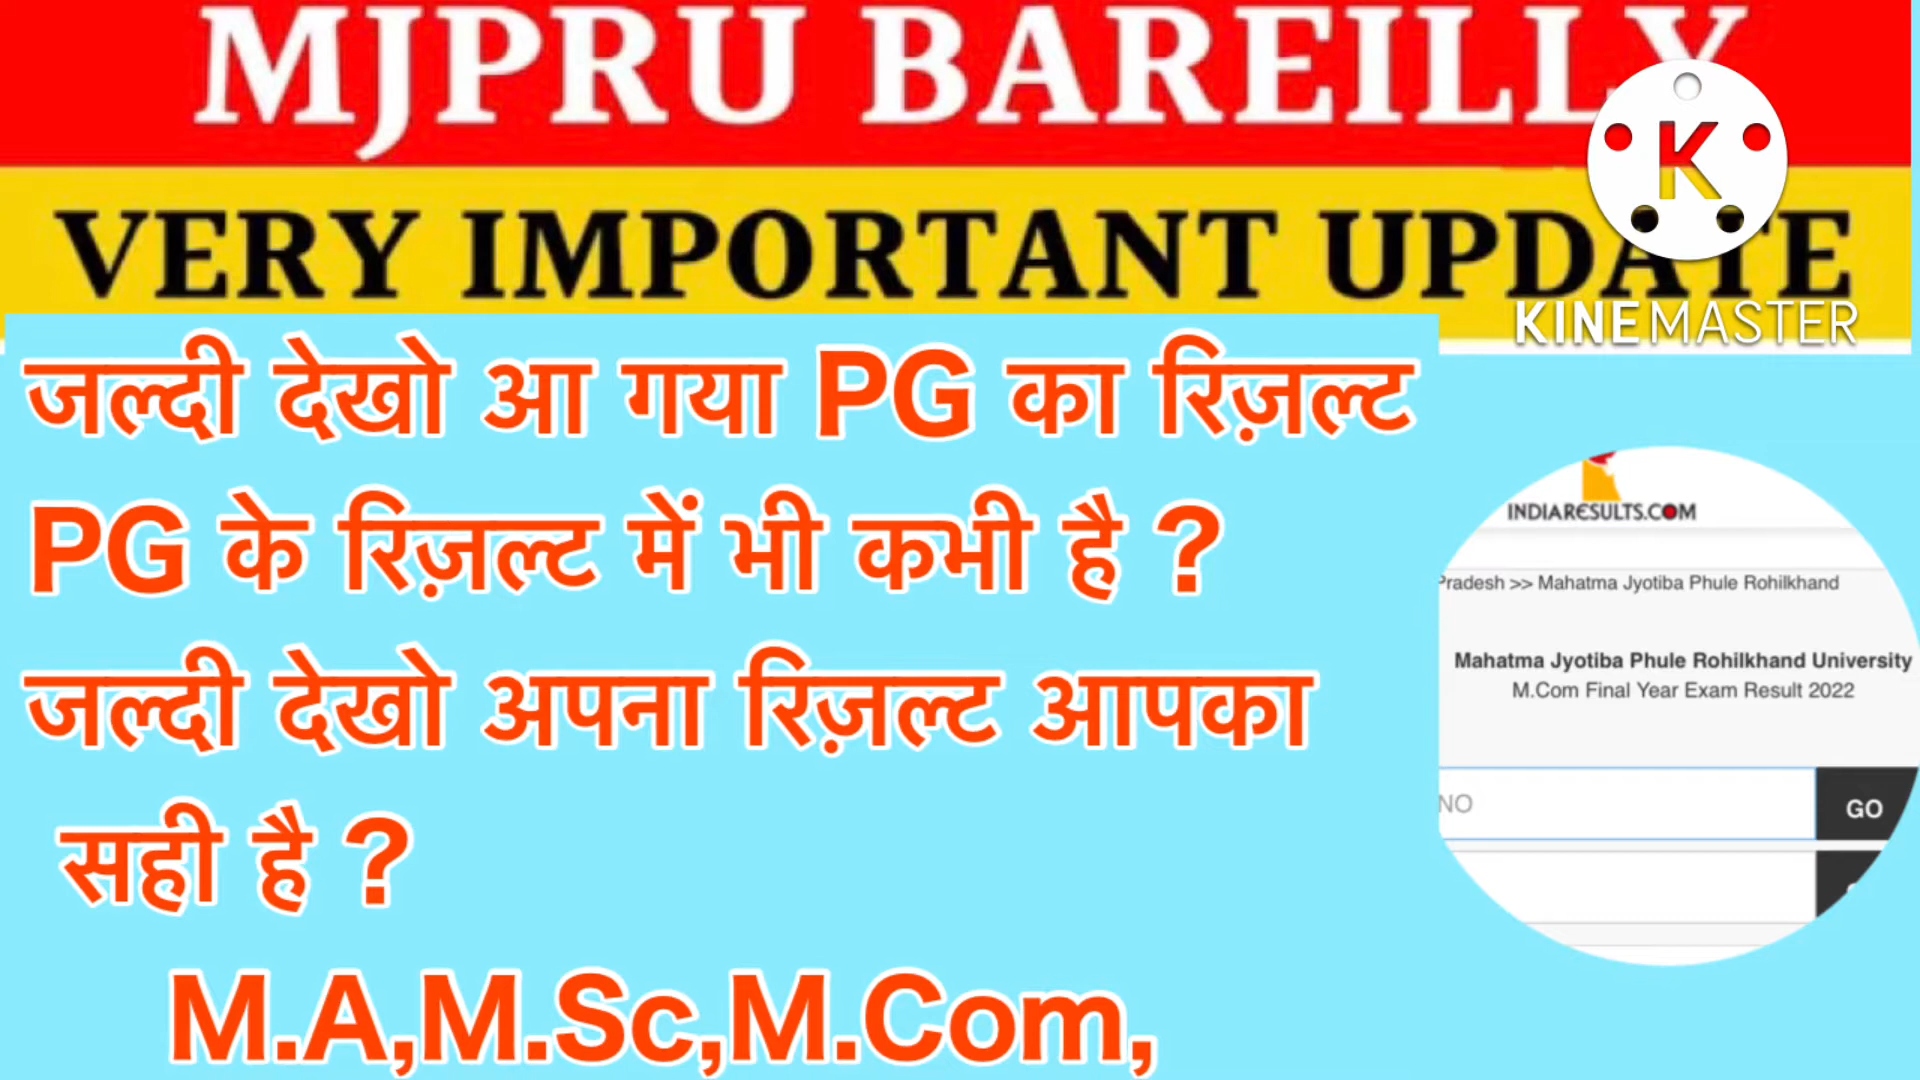 MJPRU BAREILLY
VERY IMPORTANT UPDATE
KINEMASTER
जल्दी देखो आ गया PG का रिज़ल्ट
PG के रिज़ल्ट में भी कभी है ?
जल्दी देखो अपना रिज़ल्ट आपका
सही है ?
M.A,M.Sc,M.Com,
INDIARESULTS.COM
Pradesh >> Mahatma Jyotiba Phule Rohilkhand
Mahatma Jyotiba Phule Rohilkhand University
M.Com Final Year Exam Result 2022
NO
GO